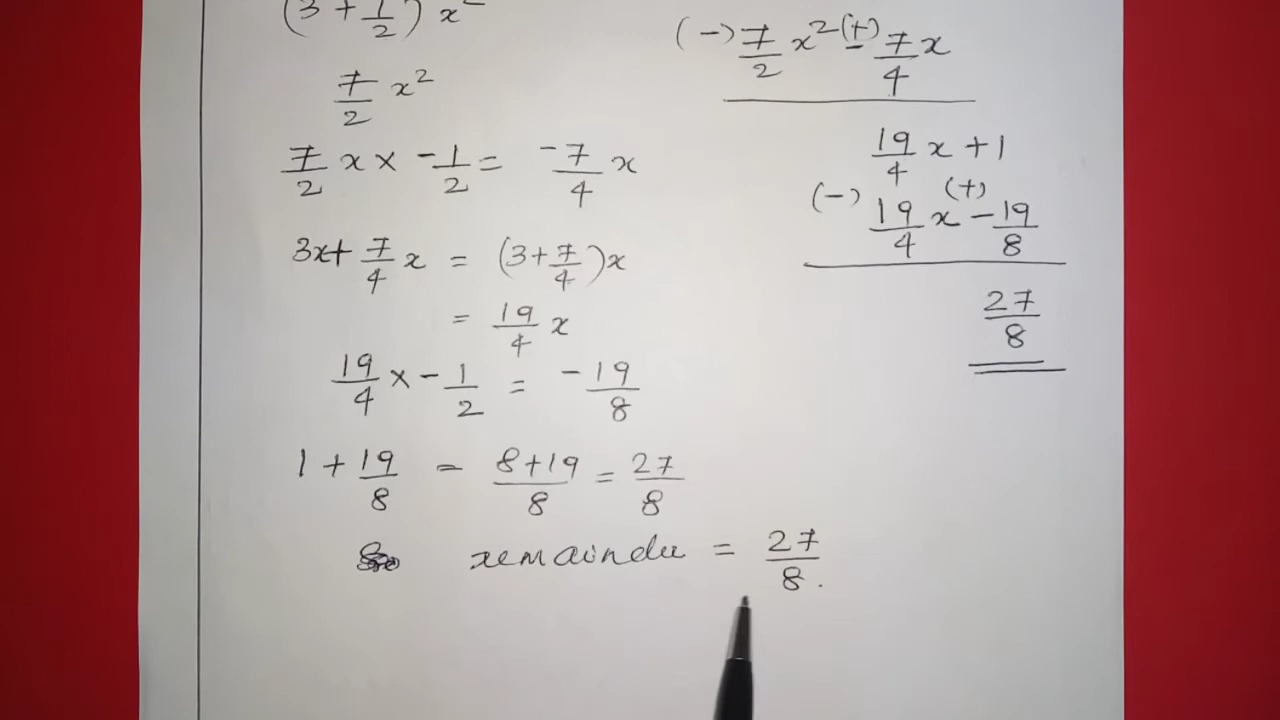 (3 + 1/2) x²
7/2 x²
7/2 x × -1/2 = -7/4 x
3x + 7/4 x = (3 + 7/4)x
= 19/4 x
19/4 × -1/2 = -19/8
1 + 19/8 = 8+19/8 = 27/8
remainder = 27/8.
(-) 7/2 x² (+) - 7/4 x
19/4 x + 1
(-) (+)
19/4 x - 19/8
27/8